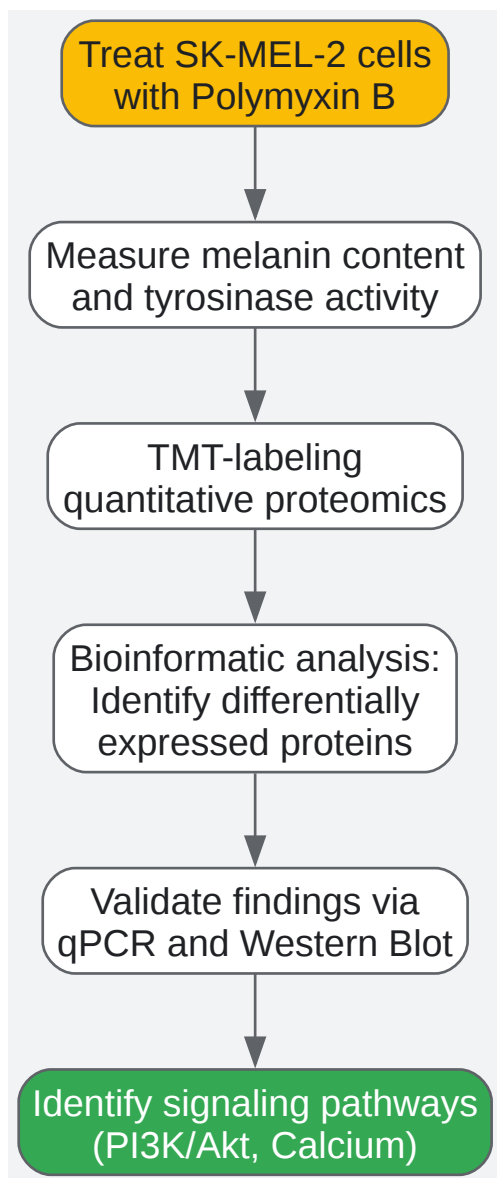 Treat SK-MEL-2 cells
with Polymyxin B
Measure melanin content
and tyrosinase activity
TMT-labeling
quantitative proteomics
Bioinformatic analysis:
Identify differentially
expressed proteins
Validate findings via
qPCR and Western Blot
Identify signaling pathways
(PI3K/Akt, Calcium)